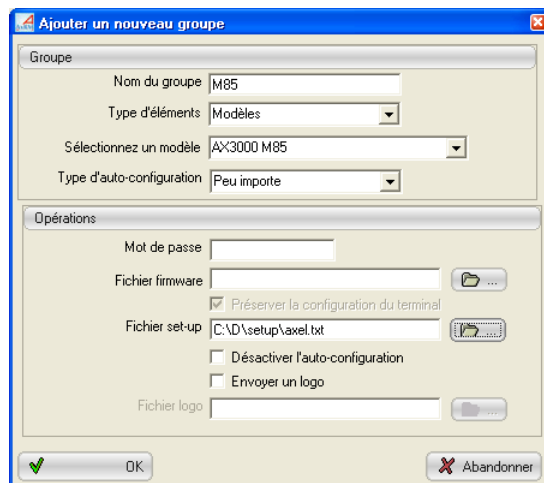 Ajouter un nouveau groupe
Groupe
Nom du groupe M85
Type d'éléments Modèles
Sélectionnez un modèle AX3000 M85
Type d'auto-configuration Peu importe
Opérations
Mot de passe
Fichier firmware ...
Préserver la configuration du terminal
Fichier set-up C:\D\setup\axel.txt ...
Désactiver l'auto-configuration
Envoyer un logo
Fichier logo ...
OK Abandonner